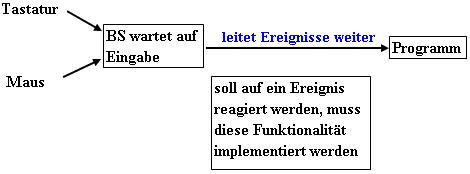 Tastatur
BS wartet auf
Eingabe
leitet Ereignisse weiter
Programm
Maus
soll auf ein Ereignis
reagiert werden, muss
diese Funktionalität
implementiert werden